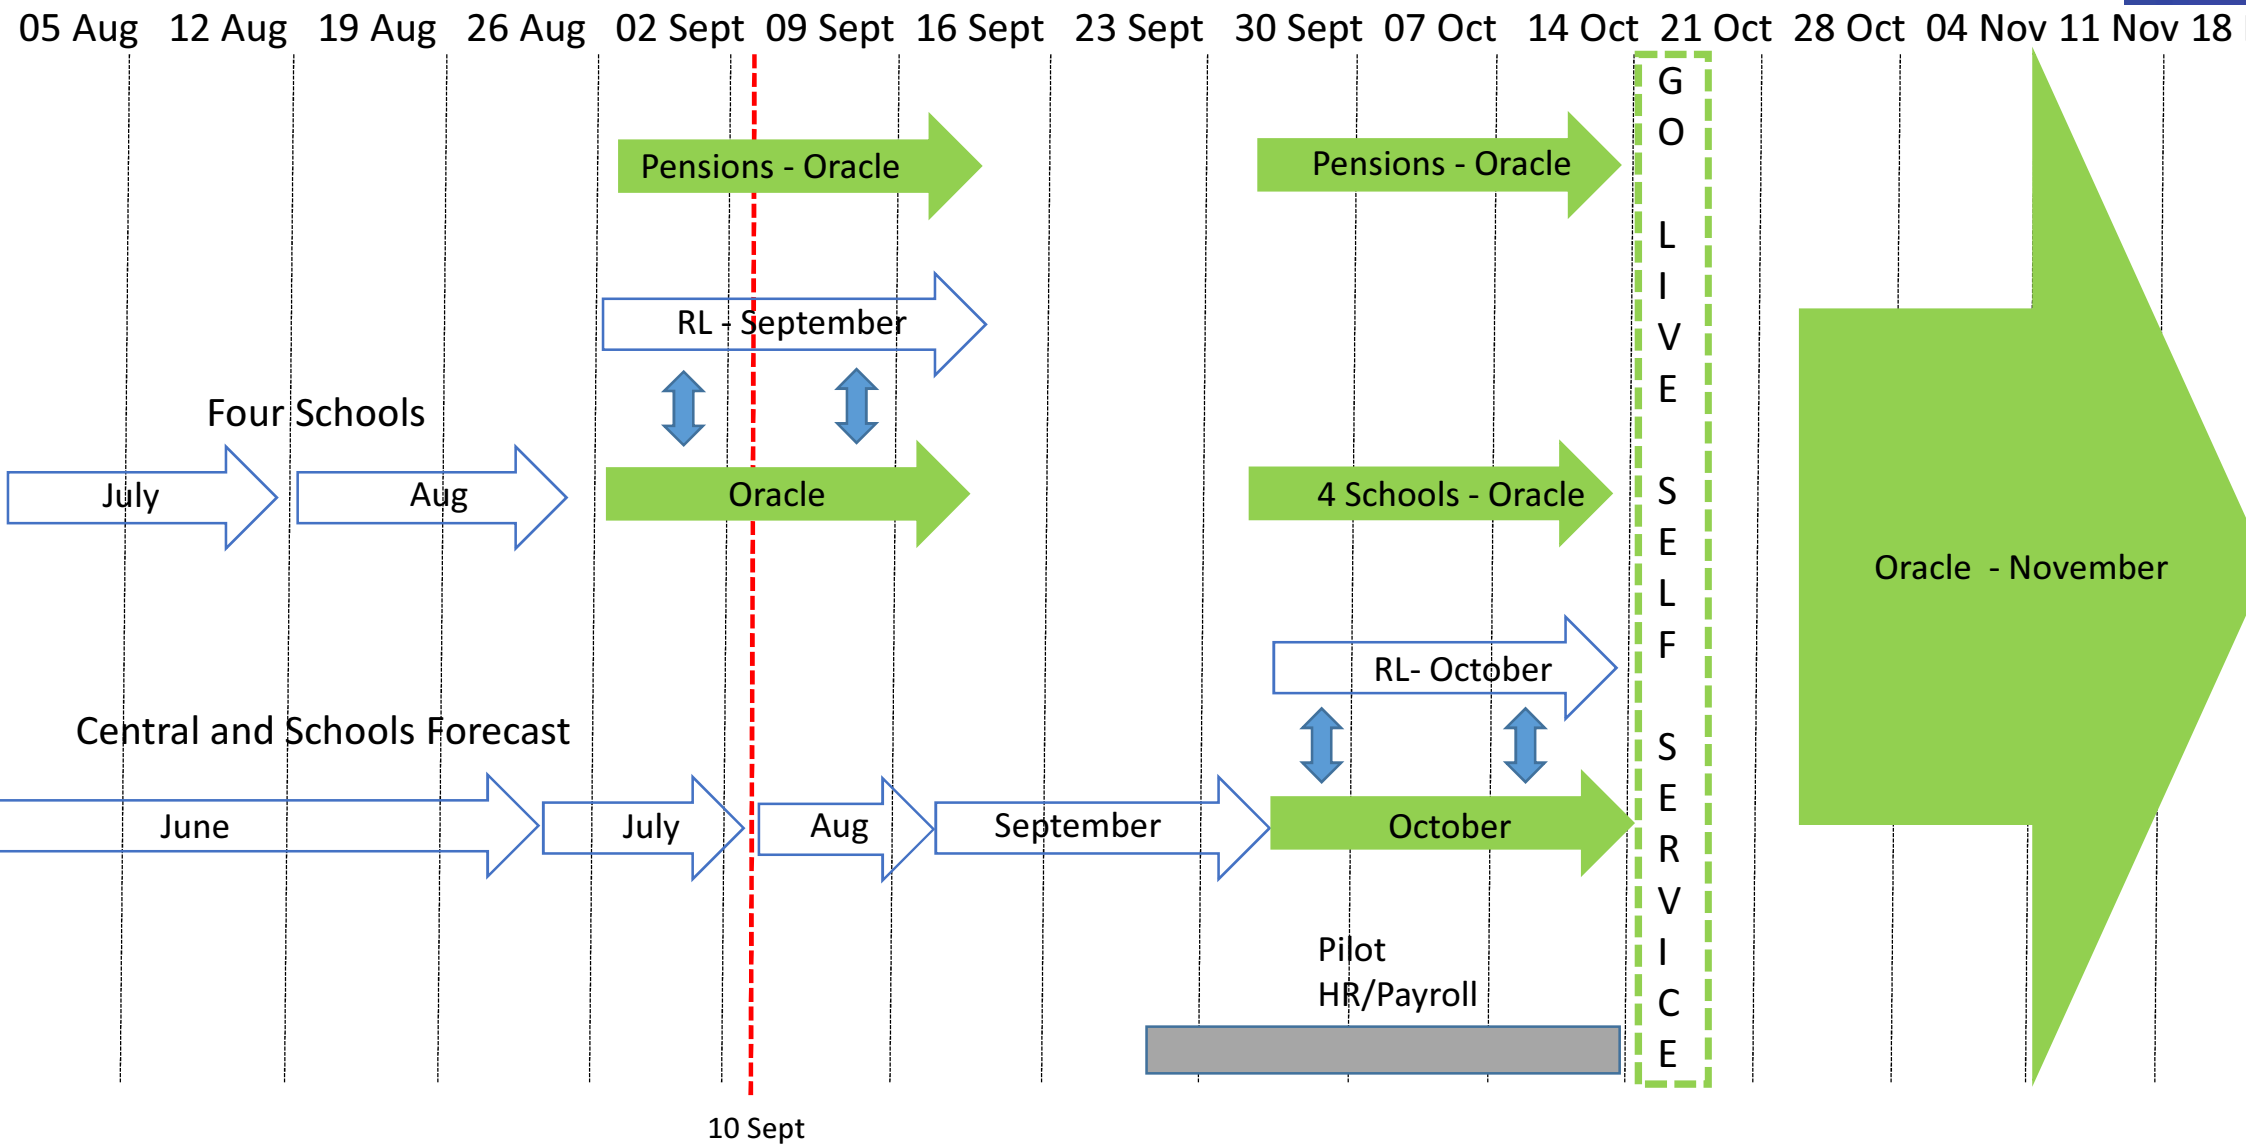 05 Aug 12 Aug 19 Aug 26 Aug 02 Sept 09 Sept 16 Sept 23 Sept 30 Sept 07 Oct 14 Oct 21 Oct 28 Oct 04 Nov 11 Nov 18
Pensions - Oracle
Pensions - Oracle
RL - September
Four Schools
July
Aug
Oracle
4 Schools - Oracle
Oracle - November
RL- October
Central and Schools Forecast
June
July
Aug
September
October
Pilot
HR/Payroll
G
O
L
I
V
E
S
E
L
F
S
E
R
V
I
C
E
10 Sept